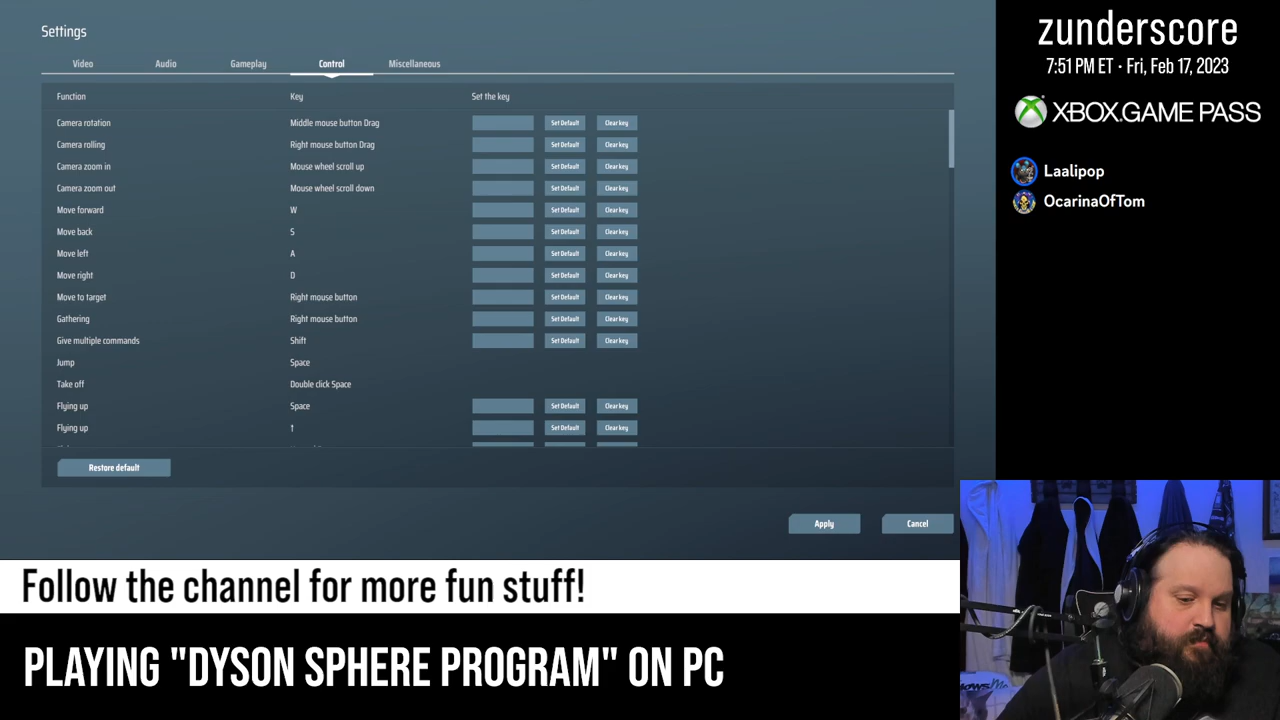 Settings
Video Audio Gameplay Control Miscellaneous
Function Key Set the key
Camera rotation Middle mouse button Drag Set Default Clear key
Camera rolling Right mouse button Drag Set Default Clear key
Camera zoom in Mouse wheel scroll up Set Default Clear key
Camera zoom out Mouse wheel scroll down Set Default Clear key
Move forward W Set Default Clear key
Move back S Set Default Clear key
Move left A Set Default Clear key
Move right D Set Default Clear key
Move to target Right mouse button Set Default Clear key
Gathering Right mouse button Set Default Clear key
Give multiple commands Shift Set Default Clear key
Jump Space
Take off Double click Space
Flying up Space Set Default Clear key
Flying up ↑ Set Default Clear key
Restore default
Apply Cancel
zunderscore
7:51 PM ET • Fri, Feb 17, 2023
XBOX GAME PASS
Laalipop
OcarinaOfTom
Follow the channel for more fun stuff!
PLAYING "DYSON SPHERE PROGRAM" ON PC